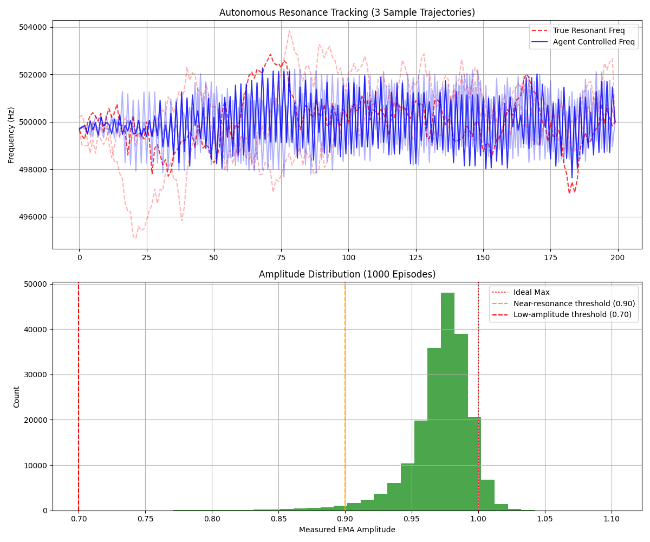 Autonomous Resonance Tracking (3 Sample Trajectories)
504000
502000
500000
498000
496000
Frequency (Hz)
True Resonant Freq
Agent Controlled Freq
0 25 50 75 100 125 150 175 200
Amplitude Distribution (1000 Episodes)
50000
40000
30000
20000
10000
0
Count
Ideal Max
Near-resonance threshold (0.90)
Low-amplitude threshold (0.70)
0.70 0.75 0.80 0.85 0.90 0.95 1.00 1.05 1.10
Measured EMA Amplitude